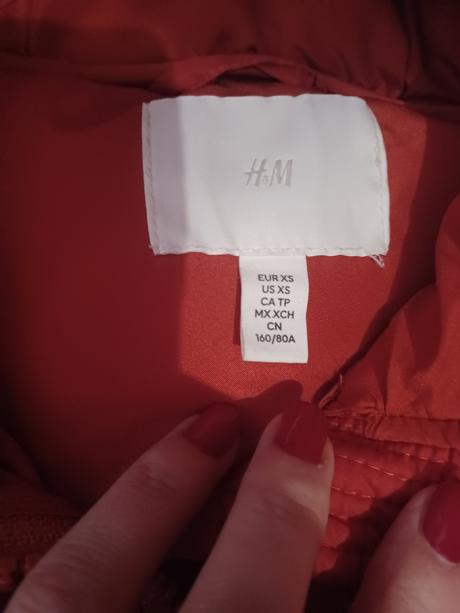 H&M
EUR XS
US XS
CA TP
MX XCH
CN
160/80A